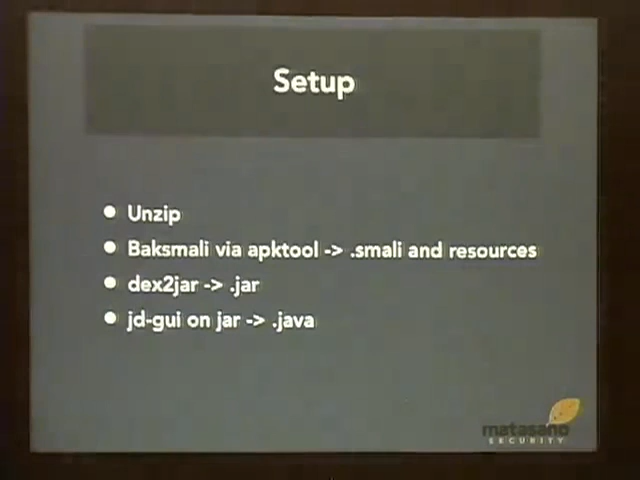 Setup
Unzip
Baksmali via apktool -> .smali and resources
dex2jar -> .jar
jd-gui on jar -> .java
matasano
SECURITY